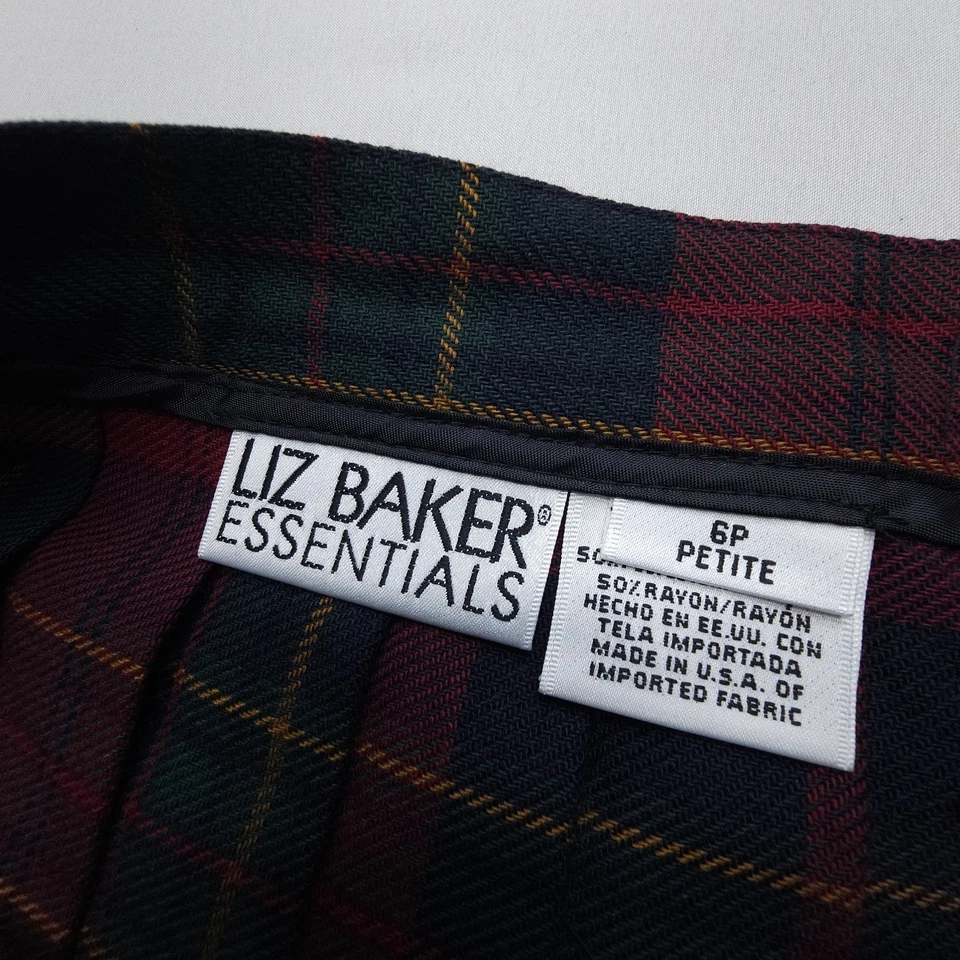 LIZ BAKER®
ESSENTIALS
6P
PETITE
50%RAYON/RAYÓN
HECHO EN EE.UU. CON
TELA IMPORTADA
MADE IN U.S.A. OF
IMPORTED FABRIC